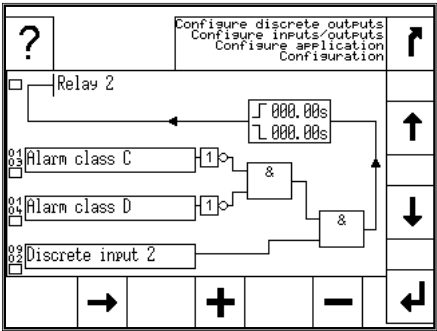 ?
Configure discrete outputs
Configure inputs/outputs
Configure application
Configuration
Relay 2
000.00s
000.00s
01
03
Alarm class C
1
&
01
04
Alarm class D
1
&
09
02
Discrete input 2
+
−